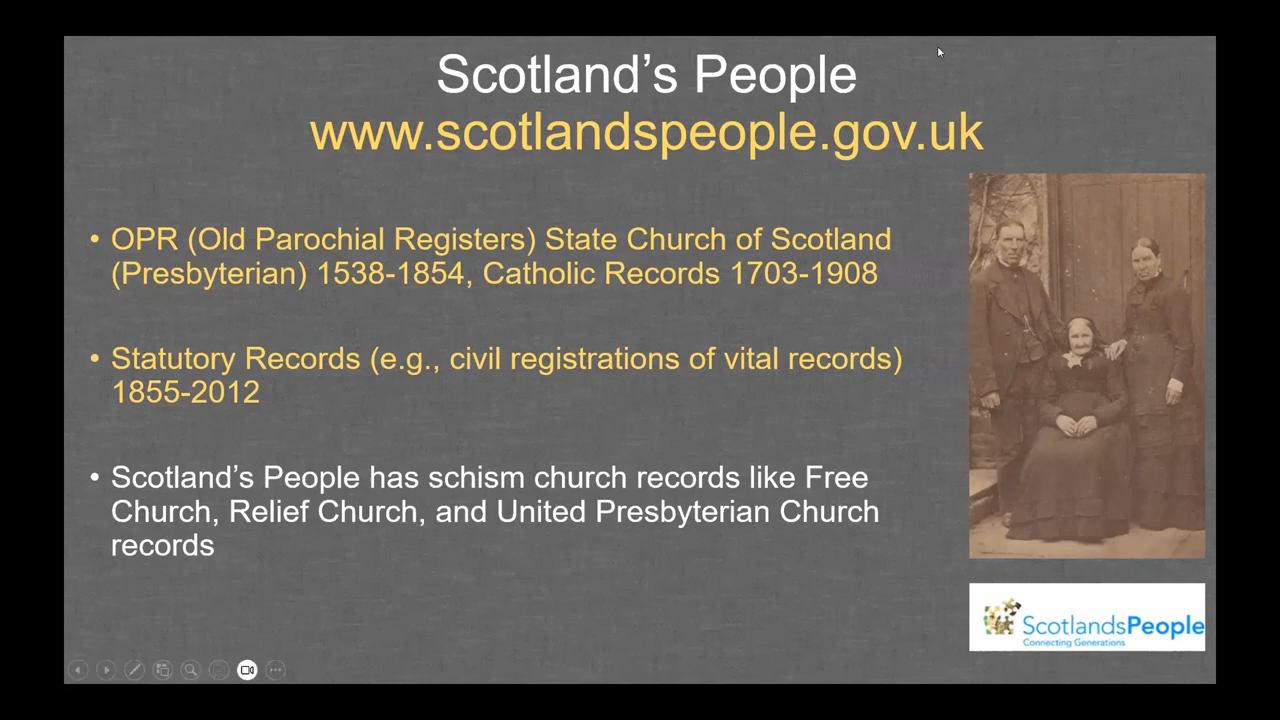 Scotland’s People
www.scotlandspeople.gov.uk
• OPR (Old Parochial Registers) State Church of Scotland
(Presbyterian) 1538-1854, Catholic Records 1703-1908
• Statutory Records (e.g., civil registrations of vital records)
1855-2012
• Scotland’s People has schism church records like Free
Church, Relief Church, and United Presbyterian Church
records
ScotlandsPeople
Connecting Generations